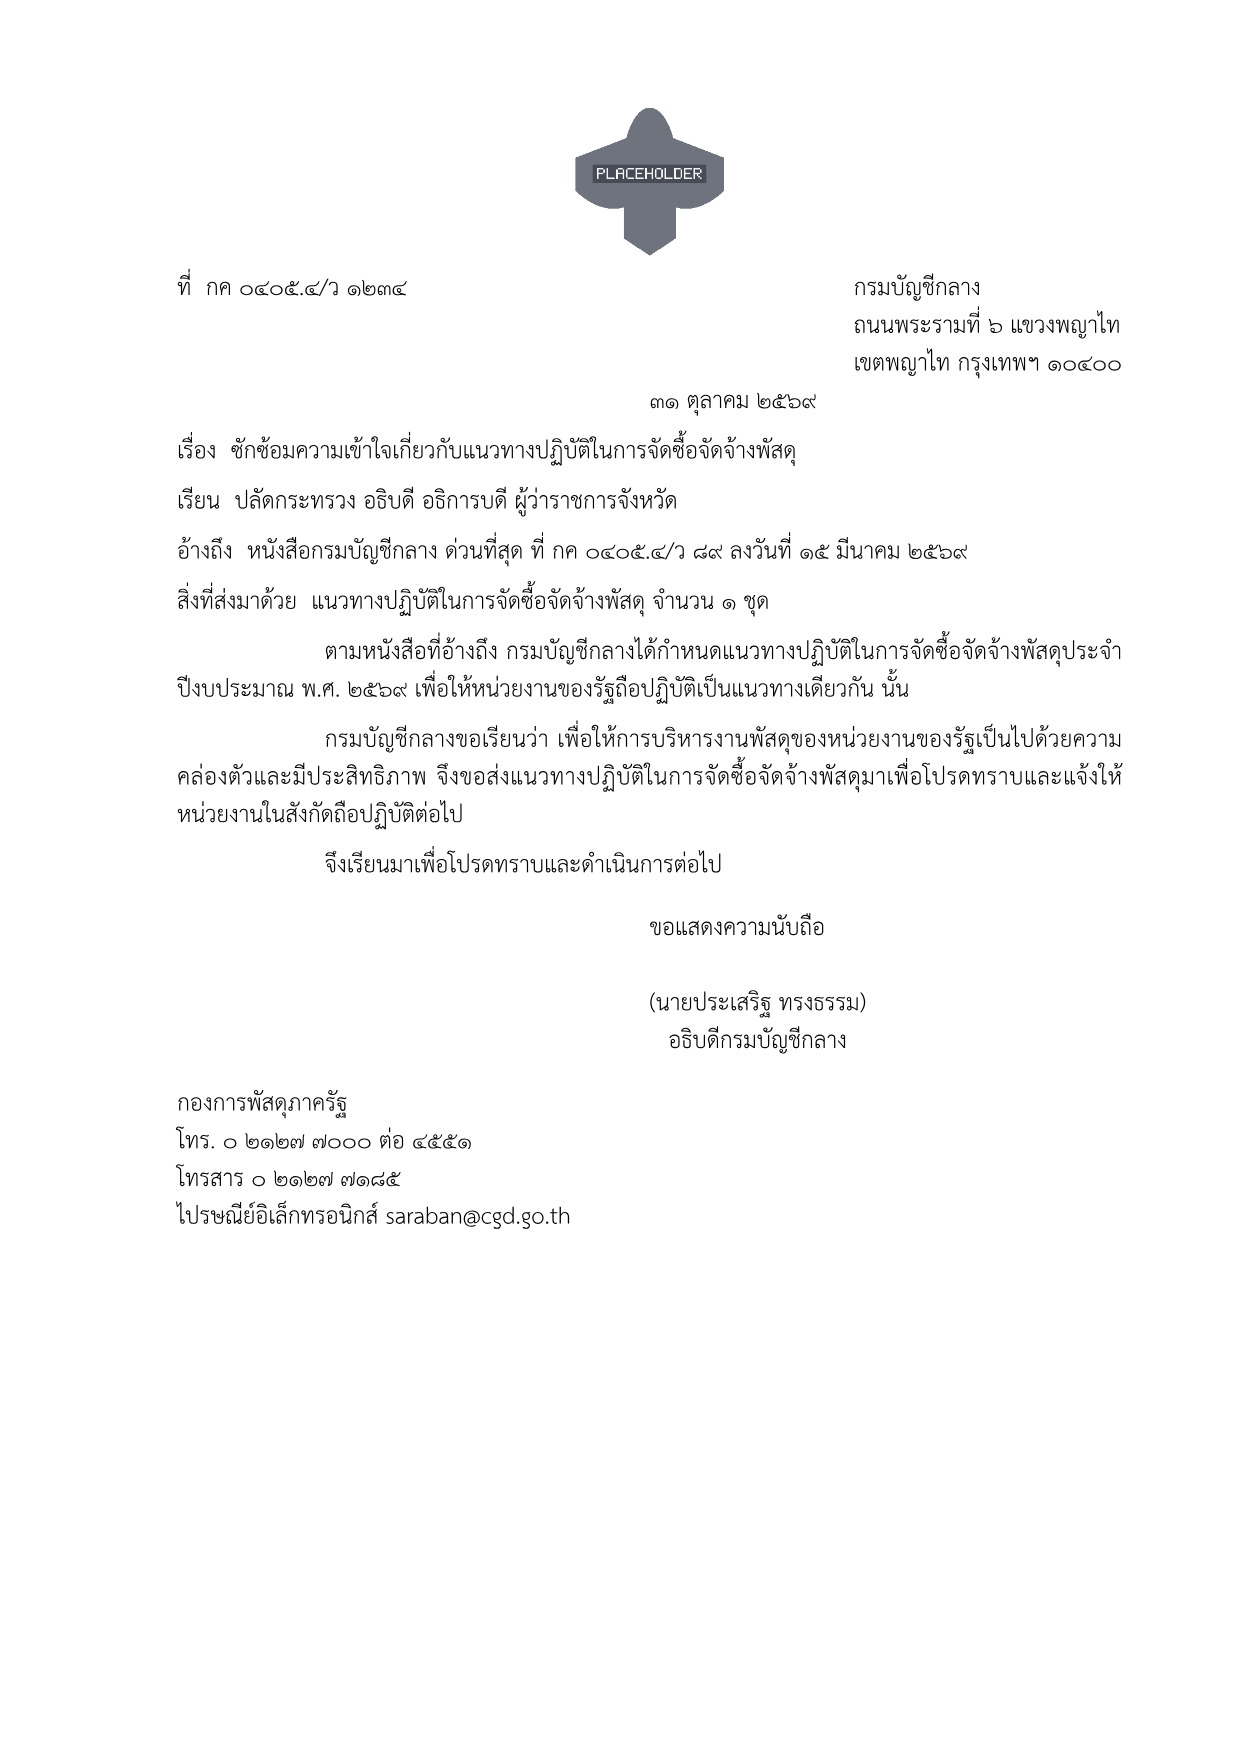 PLACEHOLDER
ที่ กค ๐๔๐๕.๔/ว ๑๒๓๔
กรมบัญชีกลาง
ถนนพระรามที่ ๖ แขวงพญาไท
เขตพญาไท กรุงเทพฯ ๑๐๔๐๐
๓๑ ตุลาคม ๒๕๖๙
เรื่อง ซักซ้อมความเข้าใจเกี่ยวกับแนวทางปฏิบัติในการจัดซื้อจัดจ้างพัสดุ
เรียน ปลัดกระทรวง อธิบดี อธิการบดี ผู้ว่าราชการจังหวัด
อ้างถึง หนังสือกรมบัญชีกลาง ด่วนที่สุด ที่ กค ๐๔๐๕.๔/ว ๘๙ ลงวันที่ ๑๕ มีนาคม ๒๕๖๙
สิ่งที่ส่งมาด้วย แนวทางปฏิบัติในการจัดซื้อจัดจ้างพัสดุ จำนวน ๑ ชุด
ตามหนังสือที่อ้างถึง กรมบัญชีกลางได้กำหนดแนวทางปฏิบัติในการจัดซื้อจัดจ้างพัสดุประจำ
ปีงบประมาณ พ.ศ. ๒๕๖๙ เพื่อให้หน่วยงานของรัฐถือปฏิบัติเป็นแนวทางเดียวกัน นั้น
กรมบัญชีกลางขอเรียนว่า เพื่อให้การบริหารงานพัสดุของหน่วยงานของรัฐเป็นไปด้วยความ
คล่องตัวและมีประสิทธิภาพ จึงขอส่งแนวทางปฏิบัติในการจัดซื้อจัดจ้างพัสดุมาเพื่อโปรดทราบและแจ้งให้
หน่วยงานในสังกัดถือปฏิบัติต่อไป
จึงเรียนมาเพื่อโปรดทราบและดำเนินการต่อไป
ขอแสดงความนับถือ
(นายประเสริฐ ทรงธรรม)
อธิบดีกรมบัญชีกลาง
กองการพัสดุภาครัฐ
โทร. ๐ ๒๑๒๗ ๗๐๐๐ ต่อ ๔๕๕๑
โทรสาร ๐ ๒๑๒๗ ๗๑๘๕
ไปรษณีย์อิเล็กทรอนิกส์ saraban@cgd.go.th